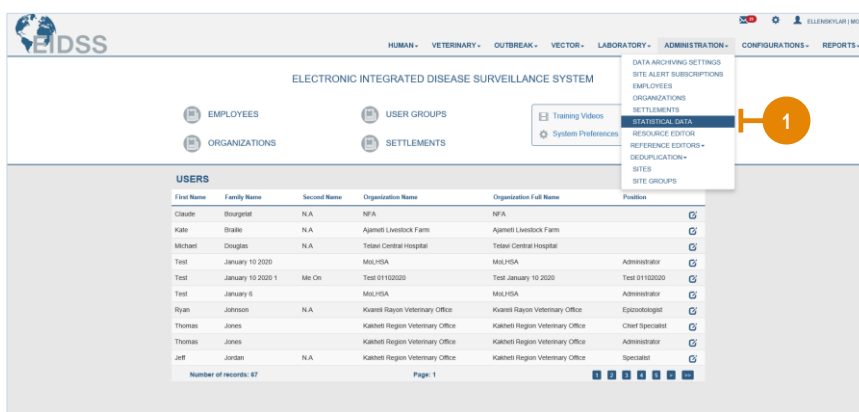 31
ELLENSKYLAR | MO
EIDSS
HUMAN VETERINARY OUTBREAK VECTOR LABORATORY ADMINISTRATION CONFIGURATIONS REPORTS
DATA ARCHIVING SETTINGS
SITE ALERT SUBSCRIPTIONS
EMPLOYEES
ORGANIZATIONS
SETTLEMENTS
STATISTICAL DATA
RESOURCE EDITOR
REFERENCE EDITORS
DEDUPLICATION
SITES
SITE GROUPS
1
ELECTRONIC INTEGRATED DISEASE SURVEILLANCE SYSTEM
EMPLOYEES USER GROUPS Training Videos
ORGANIZATIONS SETTLEMENTS System Preferences
USERS
First Name Family Name Second Name Organization Name Organization Full Name Position
Claude Bourgelat N.A NFA NFA
Kate Braille N.A Ajameti Livestock Farm Ajameti Livestock Farm
Michael Douglas N.A Telavi Central Hospital Telavi Central Hospital
Test January 10 2020 MoLHSA MoLHSA Administrator
Test January 10 2020 1 Me On Test 01102020 Test January 10 2020 Test 01102020
Test January 6 MoLHSA MoLHSA Administrator
Ryan Johnson N.A Kvareli Rayon Veterinary Office Kvareli Rayon Veterinary Office Epizootologist
Thomas Jones Kakheti Region Veterinary Office Kakheti Region Veterinary Office Chief Specialist
Thomas Jones Kakheti Region Veterinary Office Kakheti Region Veterinary Office Administrator
Jeff Jordan N.A Kakheti Region Veterinary Office Kakheti Region Veterinary Office Specialist
Number of records: 67 Page: 1 1 2 3 4 5 > >>